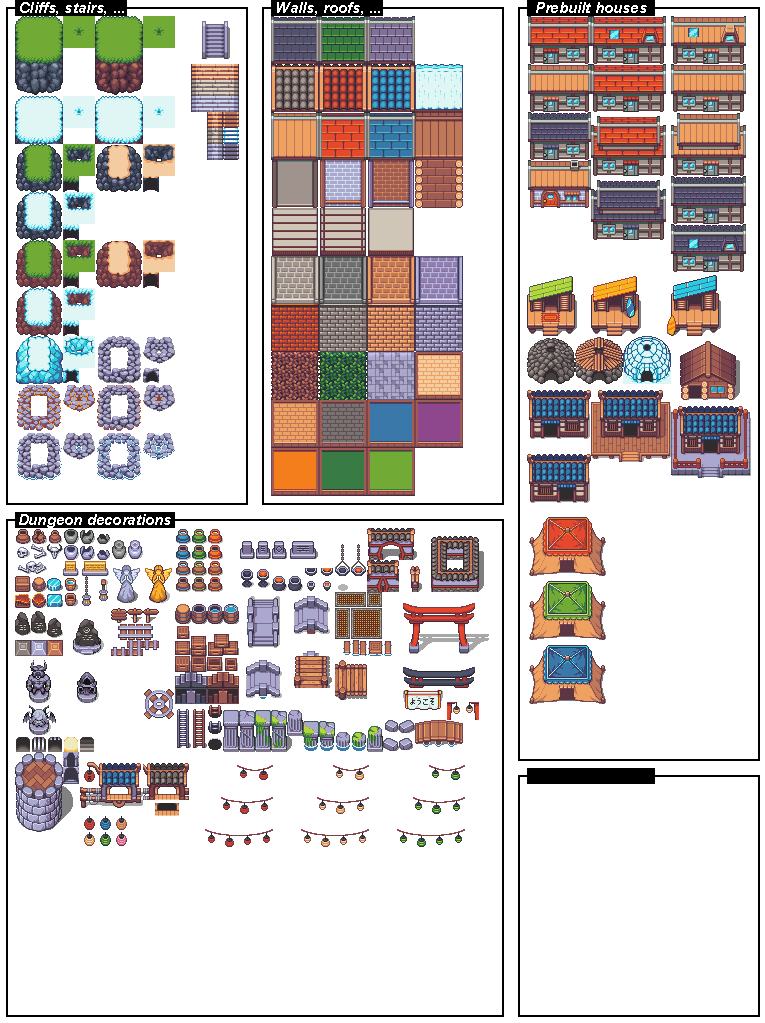 Cliffs, stairs, ...
Walls, roofs, ...
Prebuilt houses
Dungeon decorations
ようこそ